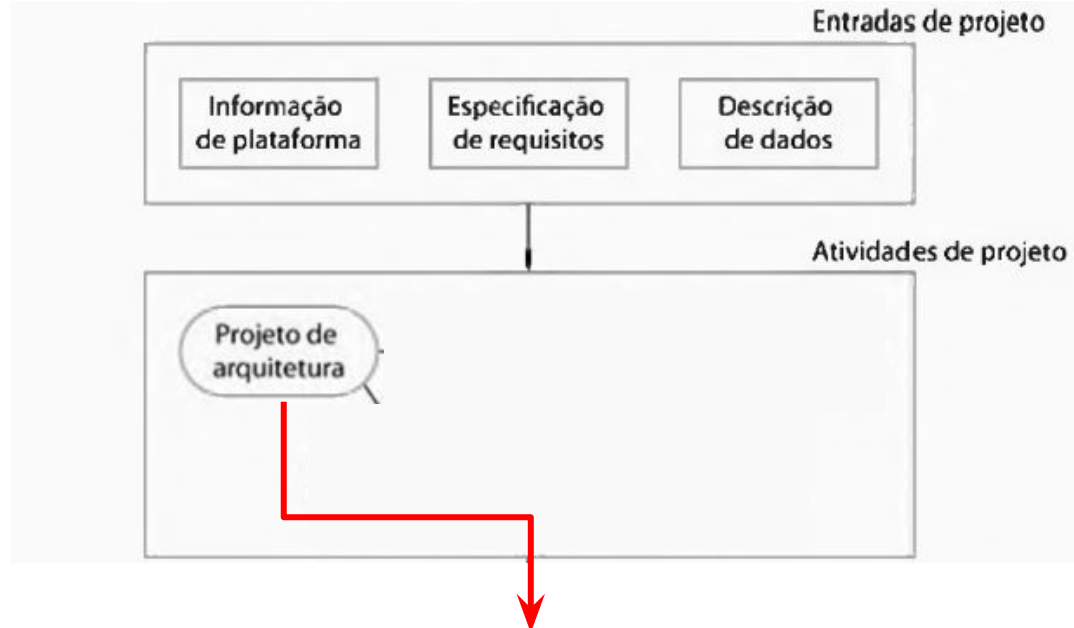 Entradas de projeto
Informação
de plataforma
Especificação
de requisitos
Descrição
de dados
Atividades de projeto
Projeto de
arquitetura